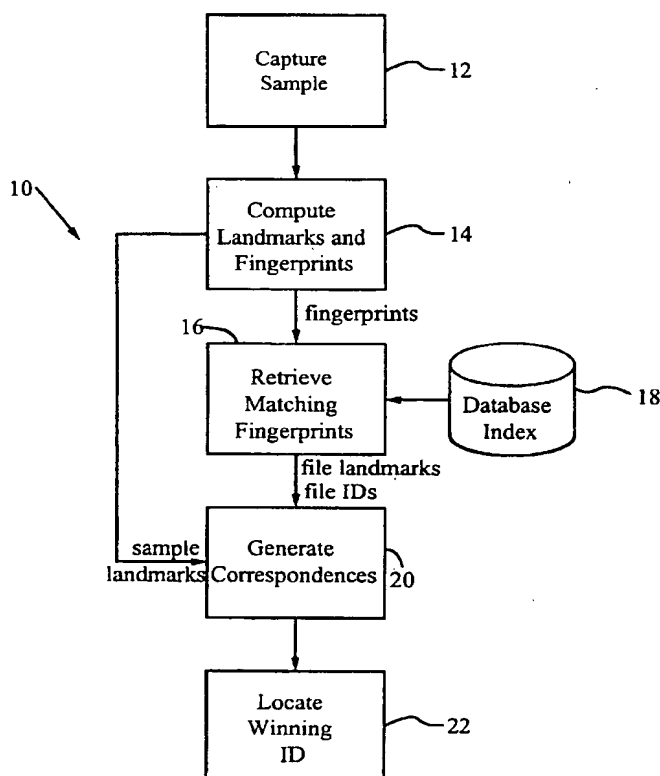 Capture
Sample
12
10
Compute
Landmarks and
Fingerprints
14
fingerprints
16
Retrieve
Matching
Fingerprints
Database
Index
18
file landmarks
file IDs
sample
landmarks
Generate
Correspondences
20
Locate
Winning
ID
22